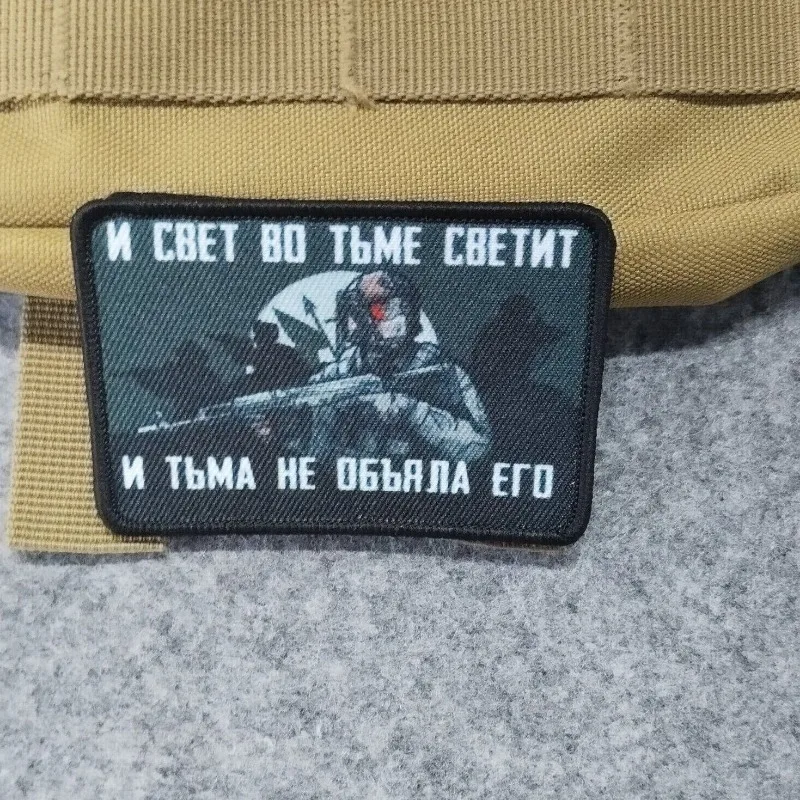 И СВЕТ ВО ТЬМЕ СВЕТИТ
И ТЬМА НЕ ОБЪЯЛА ЕГО